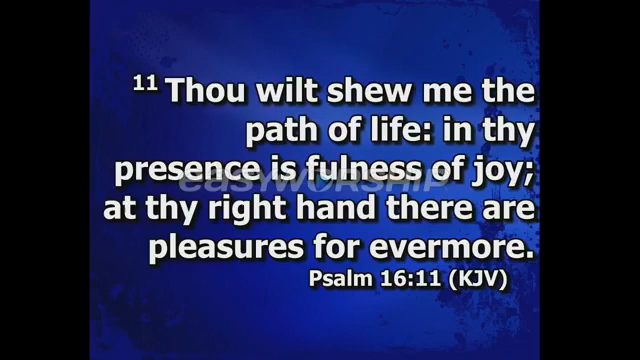 11 Thou wilt shew me the
path of life: in thy
presence is fulness of joy;
EASYWORSHIP
at thy right hand there are
pleasures for evermore.
Psalm 16:11 (KJV)